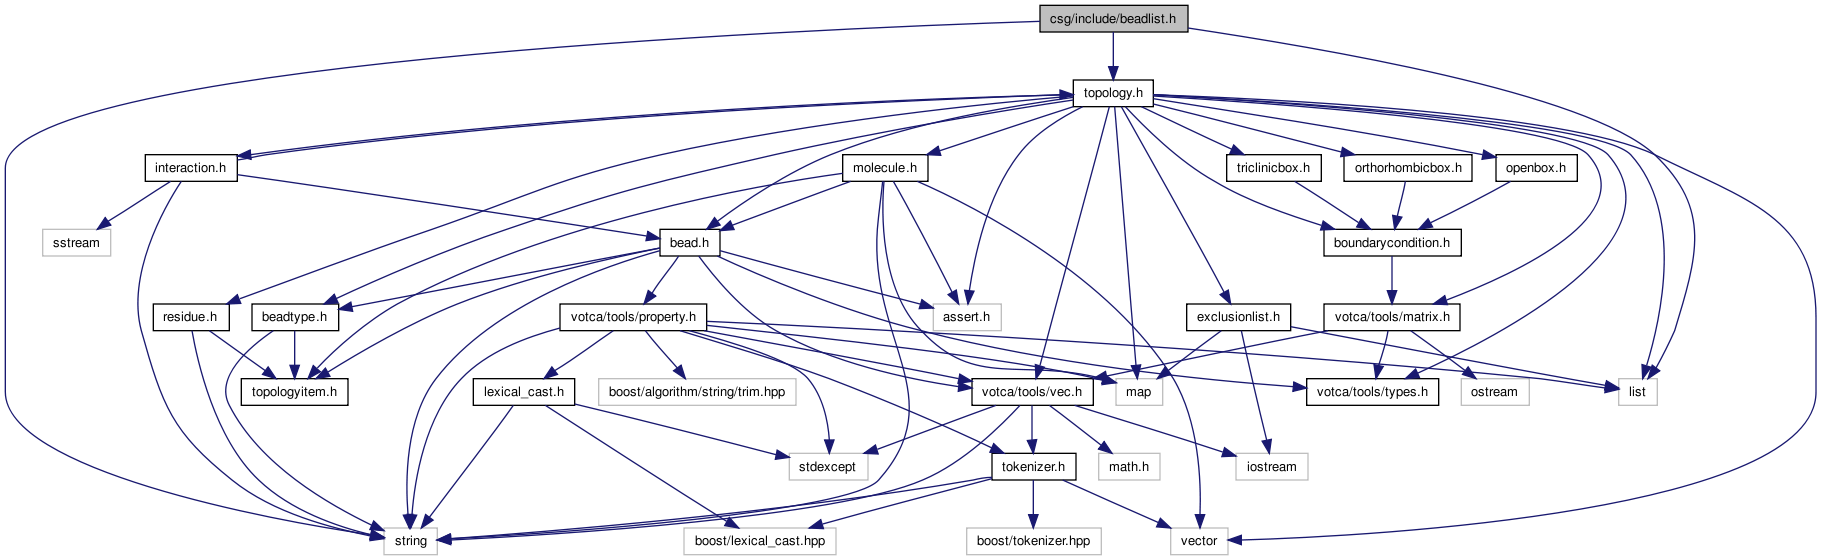 csg/include/beadlist.h
topology.h
interaction.h
molecule.h
triclinicbox.h
orthorhombicbox.h
openbox.h
sstream
bead.h
boundarycondition.h
residue.h
beadtype.h
votca/tools/property.h
assert.h
exclusionlist.h
votca/tools/matrix.h
topologyitem.h
lexical_cast.h
boost/algorithm/string/trim.hpp
votca/tools/vec.h
map
votca/tools/types.h
ostream
list
stdexcept
tokenizer.h
math.h
iostream
string
boost/lexical_cast.hpp
boost/tokenizer.hpp
vector